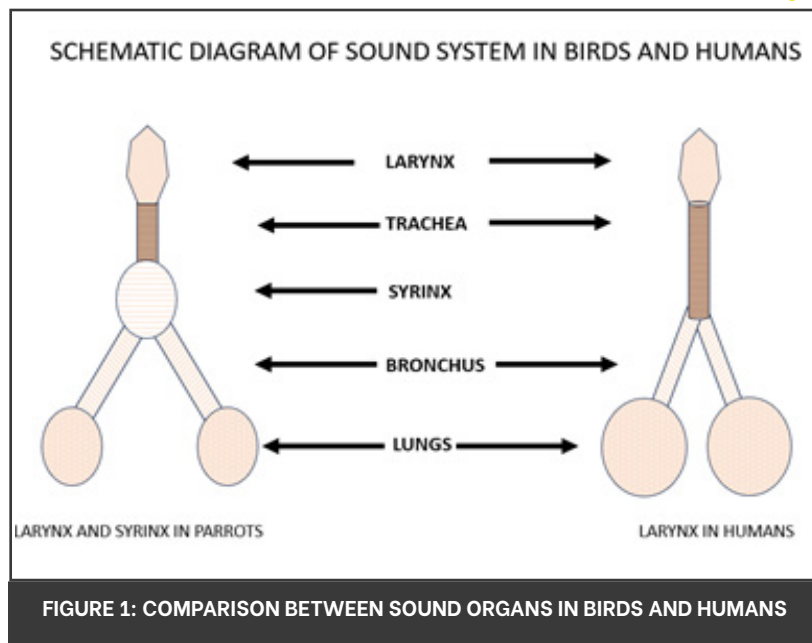 SCHEMATIC DIAGRAM OF SOUND SYSTEM IN BIRDS AND HUMANS
LARYNX
TRACHEA
SYRINX
BRONCHUS
LUNGS
LARYNX AND SYRINX IN PARROTS
LARYNX IN HUMANS
FIGURE 1: COMPARISON BETWEEN SOUND ORGANS IN BIRDS AND HUMANS